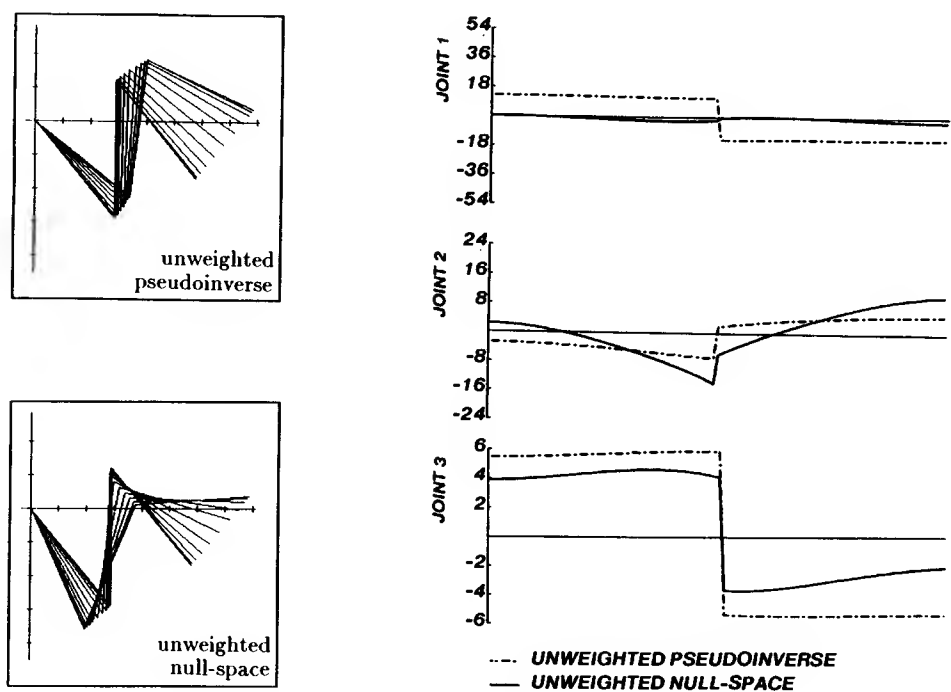 unweighted
pseudoinverse
unweighted
null-space
JOINT 1
54
36
18
-18
-36
-54
JOINT 2
24
16
8
-8
-16
-24
JOINT 3
6
4
2
-2
-4
-6
UNWEIGHTED PSEUDOINVERSE
UNWEIGHTED NULL-SPACE